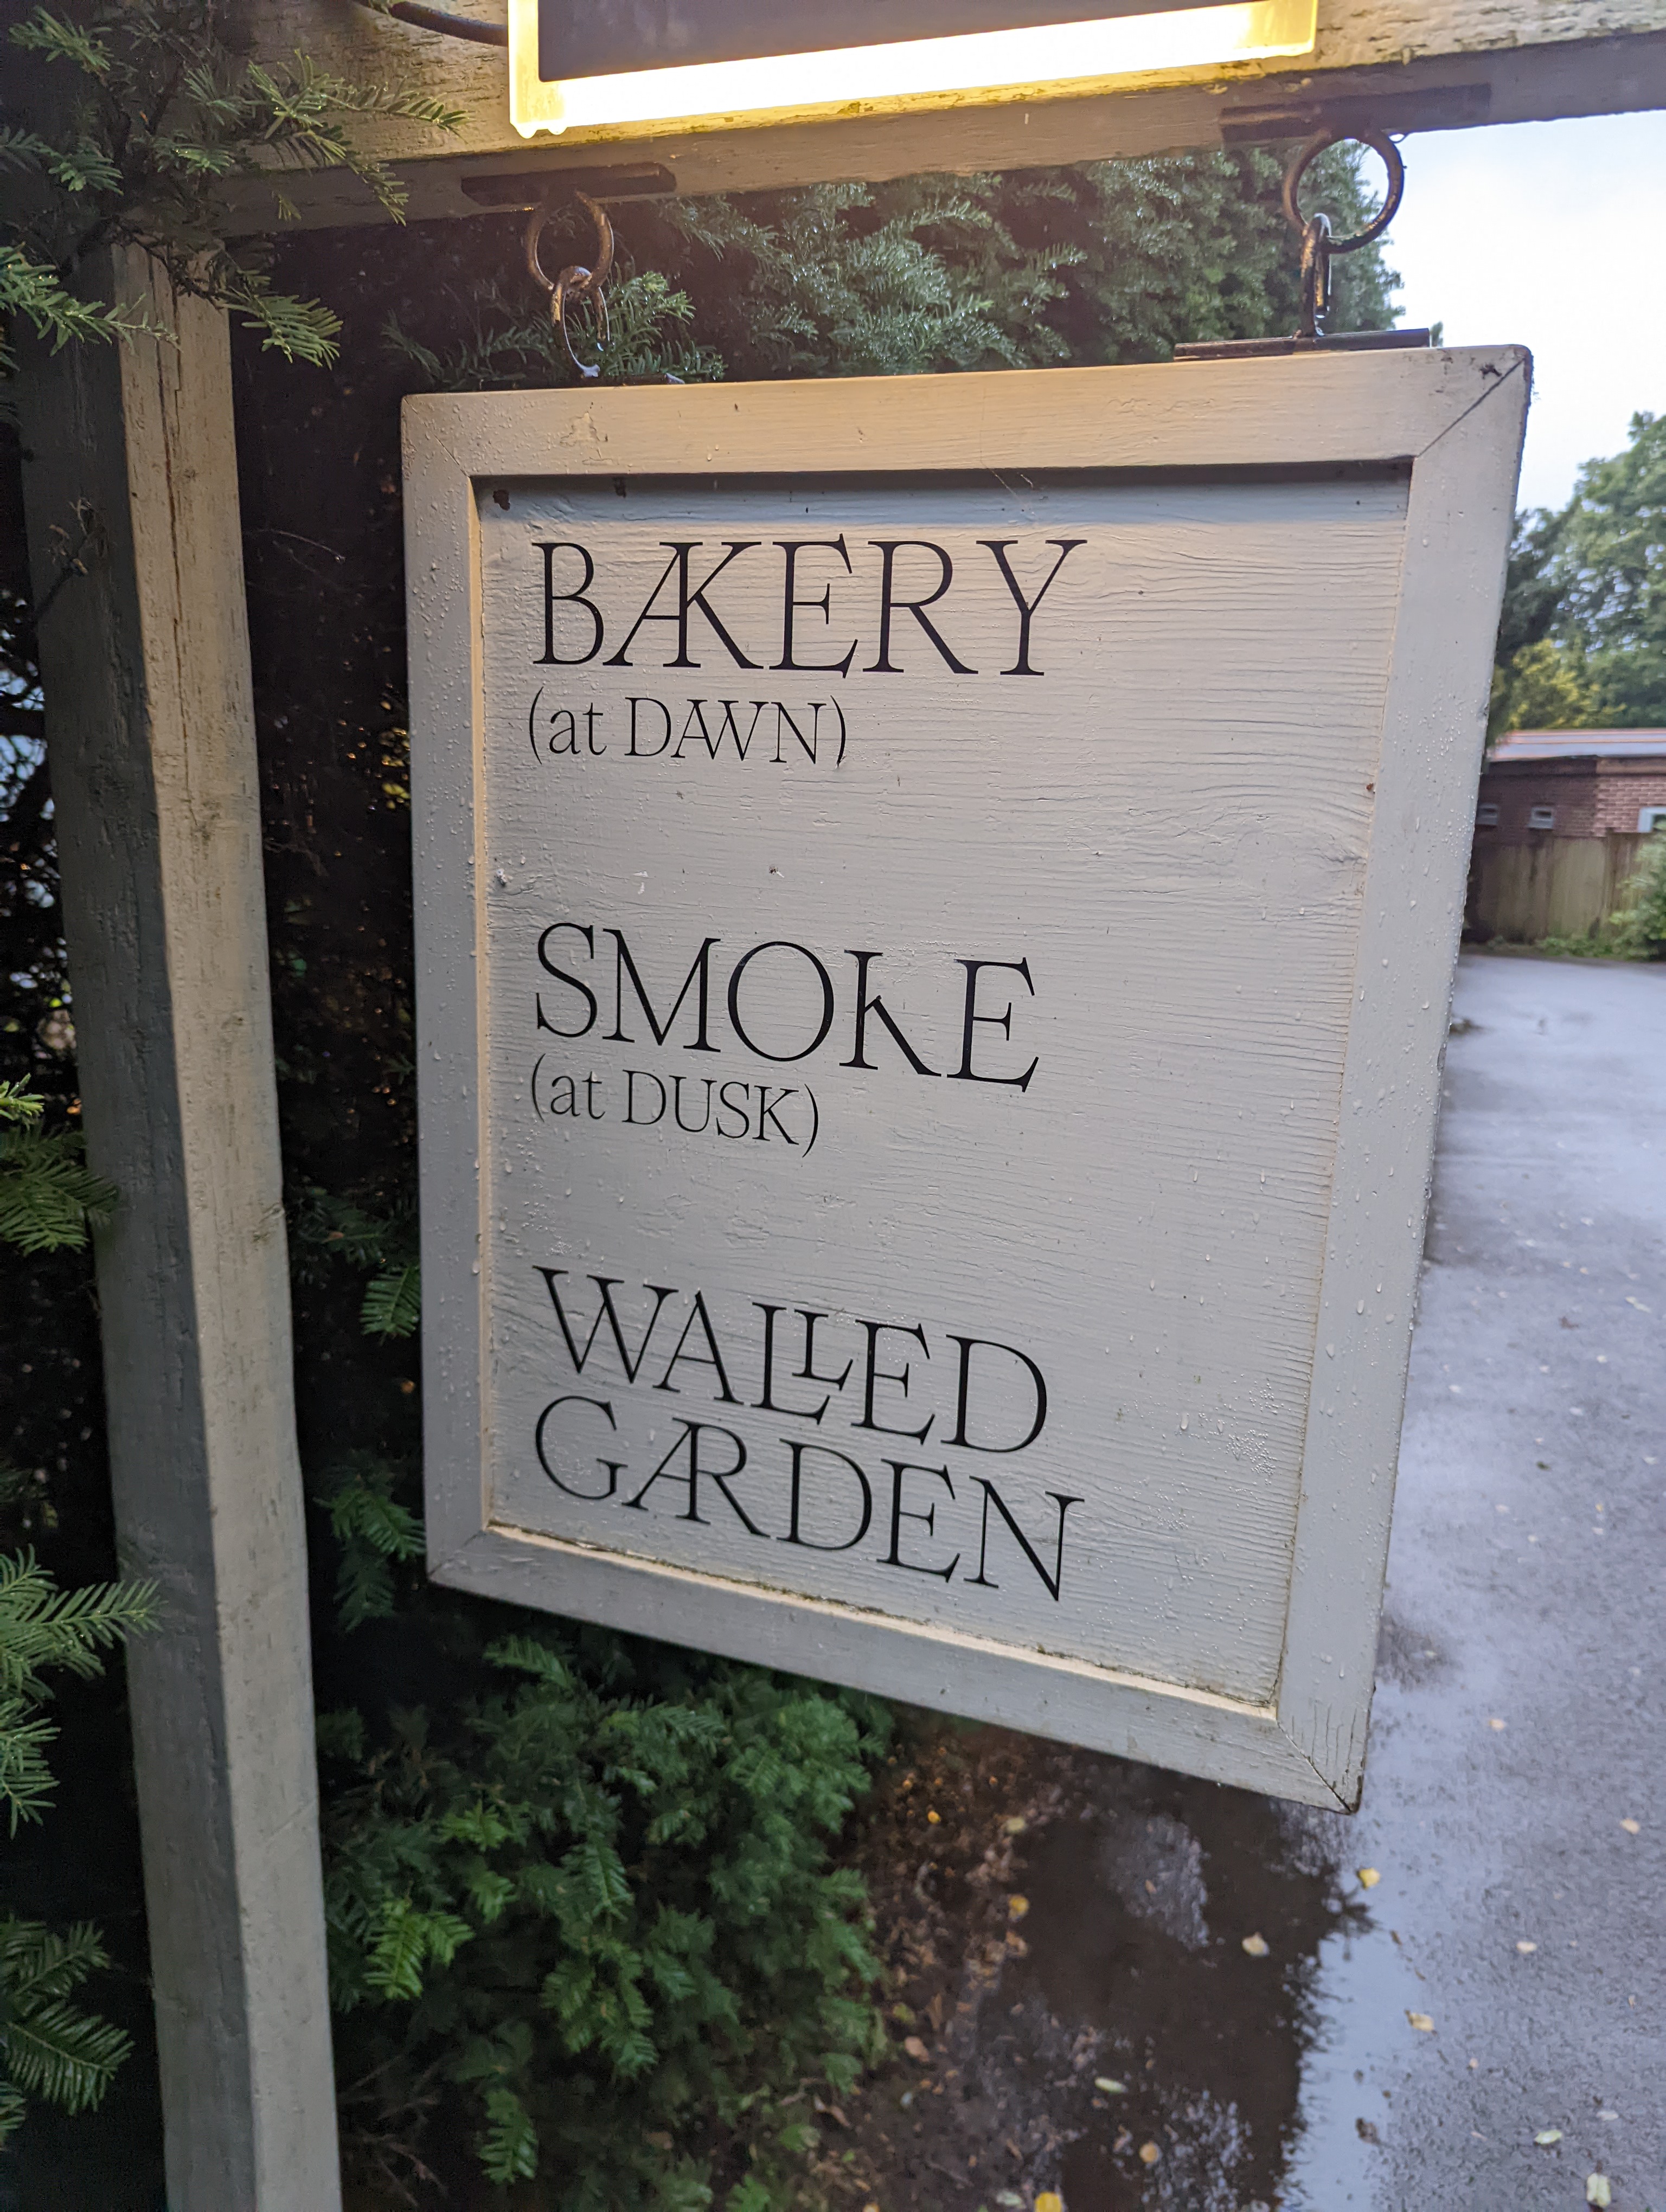 BAKERY
(at DAWN)
SMOKE
(at DUSK)
WALLED
GARDEN